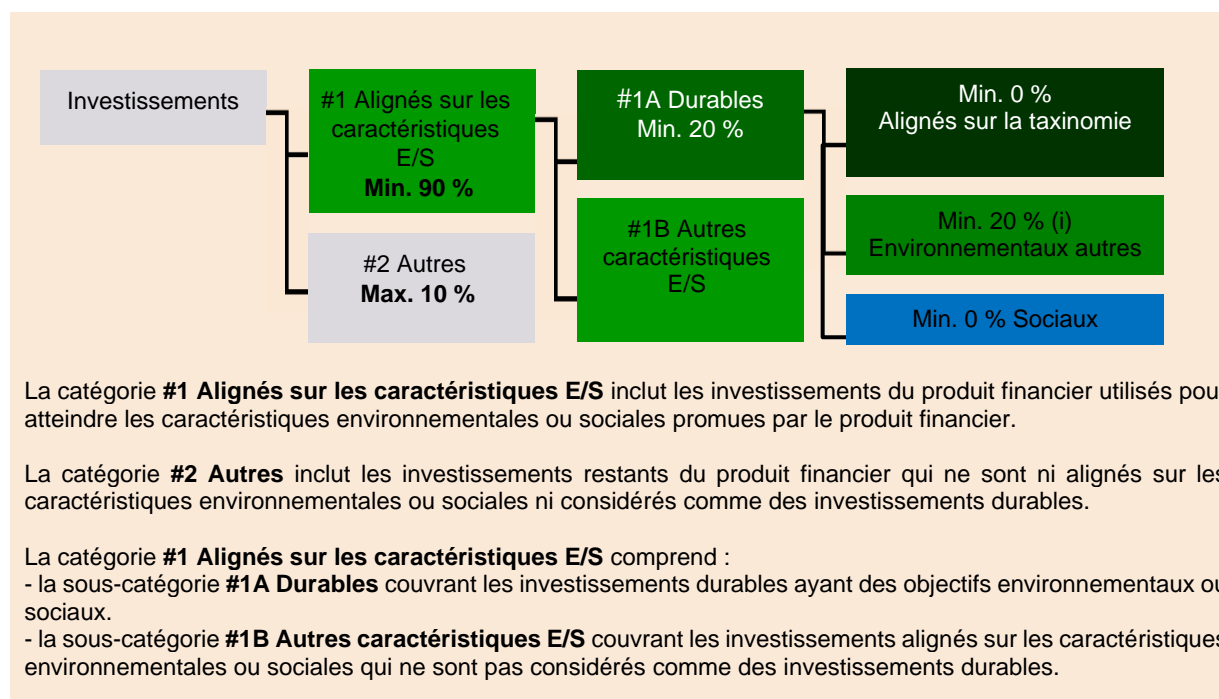 Investissements
#1 Alignés sur les
caractéristiques
E/S
Min. 90 %
#2 Autres
Max. 10 %
#1A Durables
Min. 20 %
#1B Autres
caractéristiques
E/S
Min. 0 %
Alignés sur la taxinomie
Min. 20 % (i)
Environnementaux autres
Min. 0 % Sociaux
La catégorie #1 Alignés sur les caractéristiques E/S inclut les investissements du produit financier utilisés pou
atteindre les caractéristiques environnementales ou sociales promues par le produit financier.
La catégorie #2 Autres inclut les investissements restants du produit financier qui ne sont ni alignés sur les
caractéristiques environnementales ou sociales ni considérés comme des investissements durables.
La catégorie #1 Alignés sur les caractéristiques E/S comprend :
- la sous-catégorie #1A Durables couvrant les investissements durables ayant des objectifs environnementaux ou
sociaux.
- la sous-catégorie #1B Autres caractéristiques E/S couvrant les investissements alignés sur les caractéristiques
environnementales ou sociales qui ne sont pas considérés comme des investissements durables.